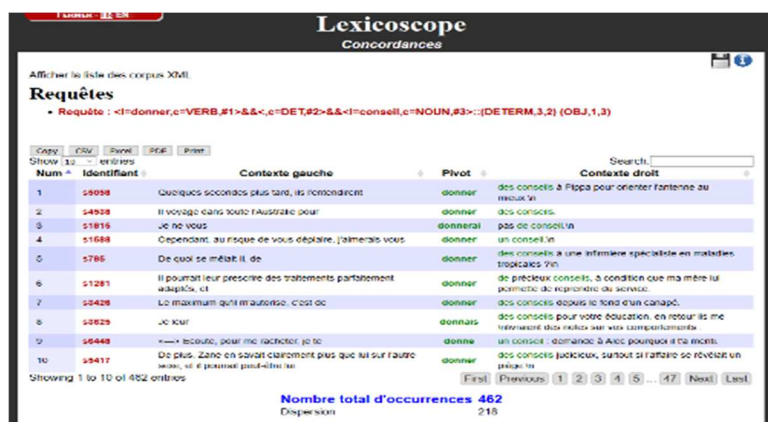 EN
Lexicoscope
Concordances
Afficher la liste des corpus XML
Requêtes
• Requête : <l=donner,c=VERB,#1>&&<,c=DET,#2>&&<l=conseil,c=NOUN,#3>::(DETERM,3,2) (OBJ,1,3)
Copy CSV Excel PDF Print
Show 10 entries Search:
Num Identifiant Contexte gauche Pivot Contexte droit
1 Quelques secondes plus tard, ils l'entendirent donner des conseils à Pippa pour orienter l'antenne au
mieux.\n
2 s4938 Il voyage dans toute l'Australie pour donner des conseils.
3 s1816 Je ne vous donnerai pas de conseil.\n
4 s1688 Cependant, au risque de vous déplaire, j'aimerais vous donner un conseil.\n
5 s785 De quoi se mêlait il, de donner des conseils à une infirmière spécialiste en maladies
tropicales ?\n
6 s1281 Il pourrait leur prescrire des traitements parfaitement
adaptés, et donner de précieux conseils, à condition que ma mère lui
permette de reprendre du service.
7 s3426 Le maximum qu'il m'autorise, c'est de donner des conseils depuis le fond d'un canapé.
8 s3629 Je leur donnais des conseils pour votre éducation, en retour ils me
livraient des notes sur vos comportements.
9 s6448 Écoute, pour me racheter, je te donne un conseil : demande à Alec pourquoi il t'a menti.
10 s9417 De plus, Zane en savait clairement plus que lui sur l'autre
sexe, et il pourrait peut-être lui donner des conseils judicieux, surtout si l'affaire se révélait un
piège.\n
Showing 1 to 10 of 462 entries First Previous 1 2 3 4 5 ... 47 Next Last
Nombre total d'occurrences 462
Dispersion 218